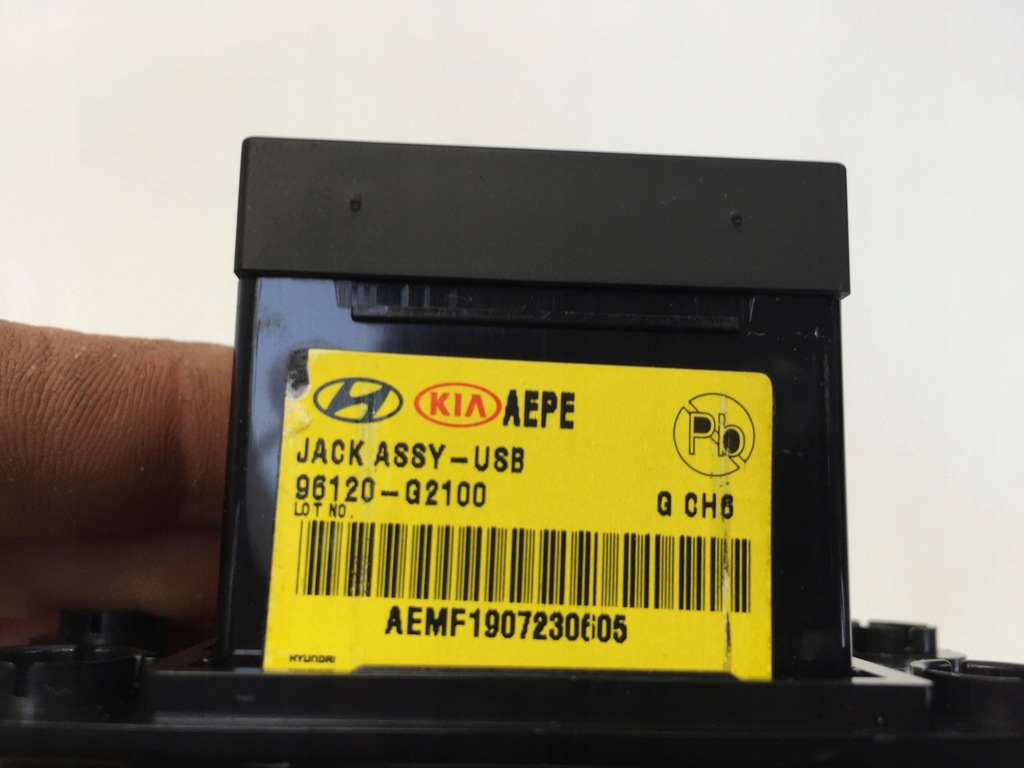 KIA AEPE
Pb
JACK ASSY-USB
96120-G2100
G CH6
LOT NO.
AEMF1907230605
HYUNDAI